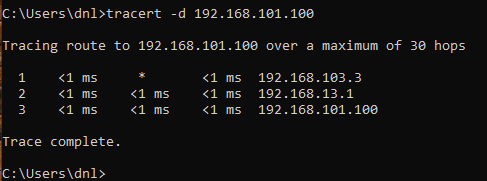 C:\Users\dnl>tracert -d 192.168.101.100
Tracing route to 192.168.101.100 over a maximum of 30 hops
1 <1 ms * <1 ms 192.168.103.3
2 <1 ms <1 ms <1 ms 192.168.13.1
3 <1 ms <1 ms <1 ms 192.168.101.100
Trace complete.
C:\Users\dnl>